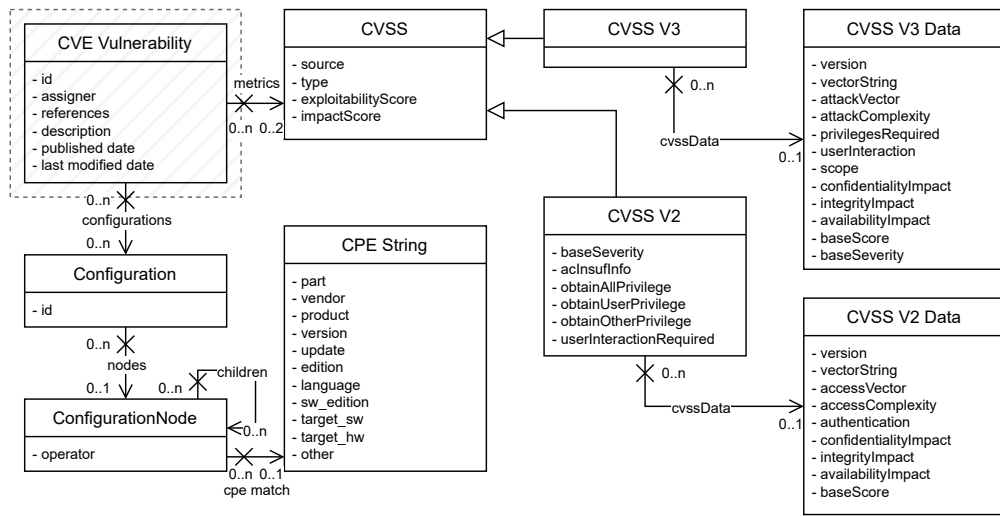 CVE Vulnerability
- id
- assigner
- references
- description
- published date
- last modified date
metrics
0..n 0..2
CVSS
- source
- type
- exploitabilityScore
- impactScore
CVSS V3
0..n
cvssData
0..1
CVSS V3 Data
- version
- vectorString
- attackVector
- attackComplexity
- privilegesRequired
- userInteraction
- scope
- confidentialityImpact
- integrityImpact
- availabilityImpact
- baseScore
- baseSeverity
0..n
configurations
0..n
Configuration
- id
0..n
nodes
0..1
0..n
children
0..n
ConfigurationNode
- operator
0..n 0..1
cpe match
CPE String
- part
- vendor
- product
- version
- update
- edition
- language
- sw_edition
- target_sw
- target_hw
- other
CVSS V2
- baseSeverity
- acInsufInfo
- obtainAllPrivilege
- obtainUserPrivilege
- obtainOtherPrivilege
- userInteractionRequired
0..n
cvssData
0..1
CVSS V2 Data
- version
- vectorString
- accessVector
- accessComplexity
- authentication
- confidentialityImpact
- integrityImpact
- availabilityImpact
- baseScore